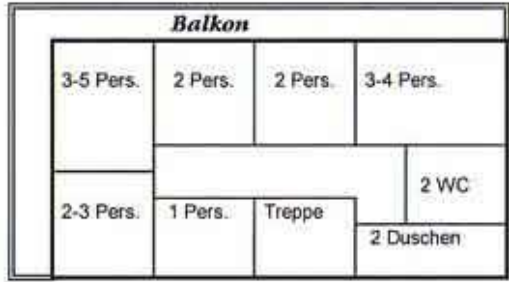 Balkon
3-5 Pers.
2 Pers.
2 Pers.
3-4 Pers.
2 WC
2-3 Pers.
1 Pers.
Treppe
2 Duschen